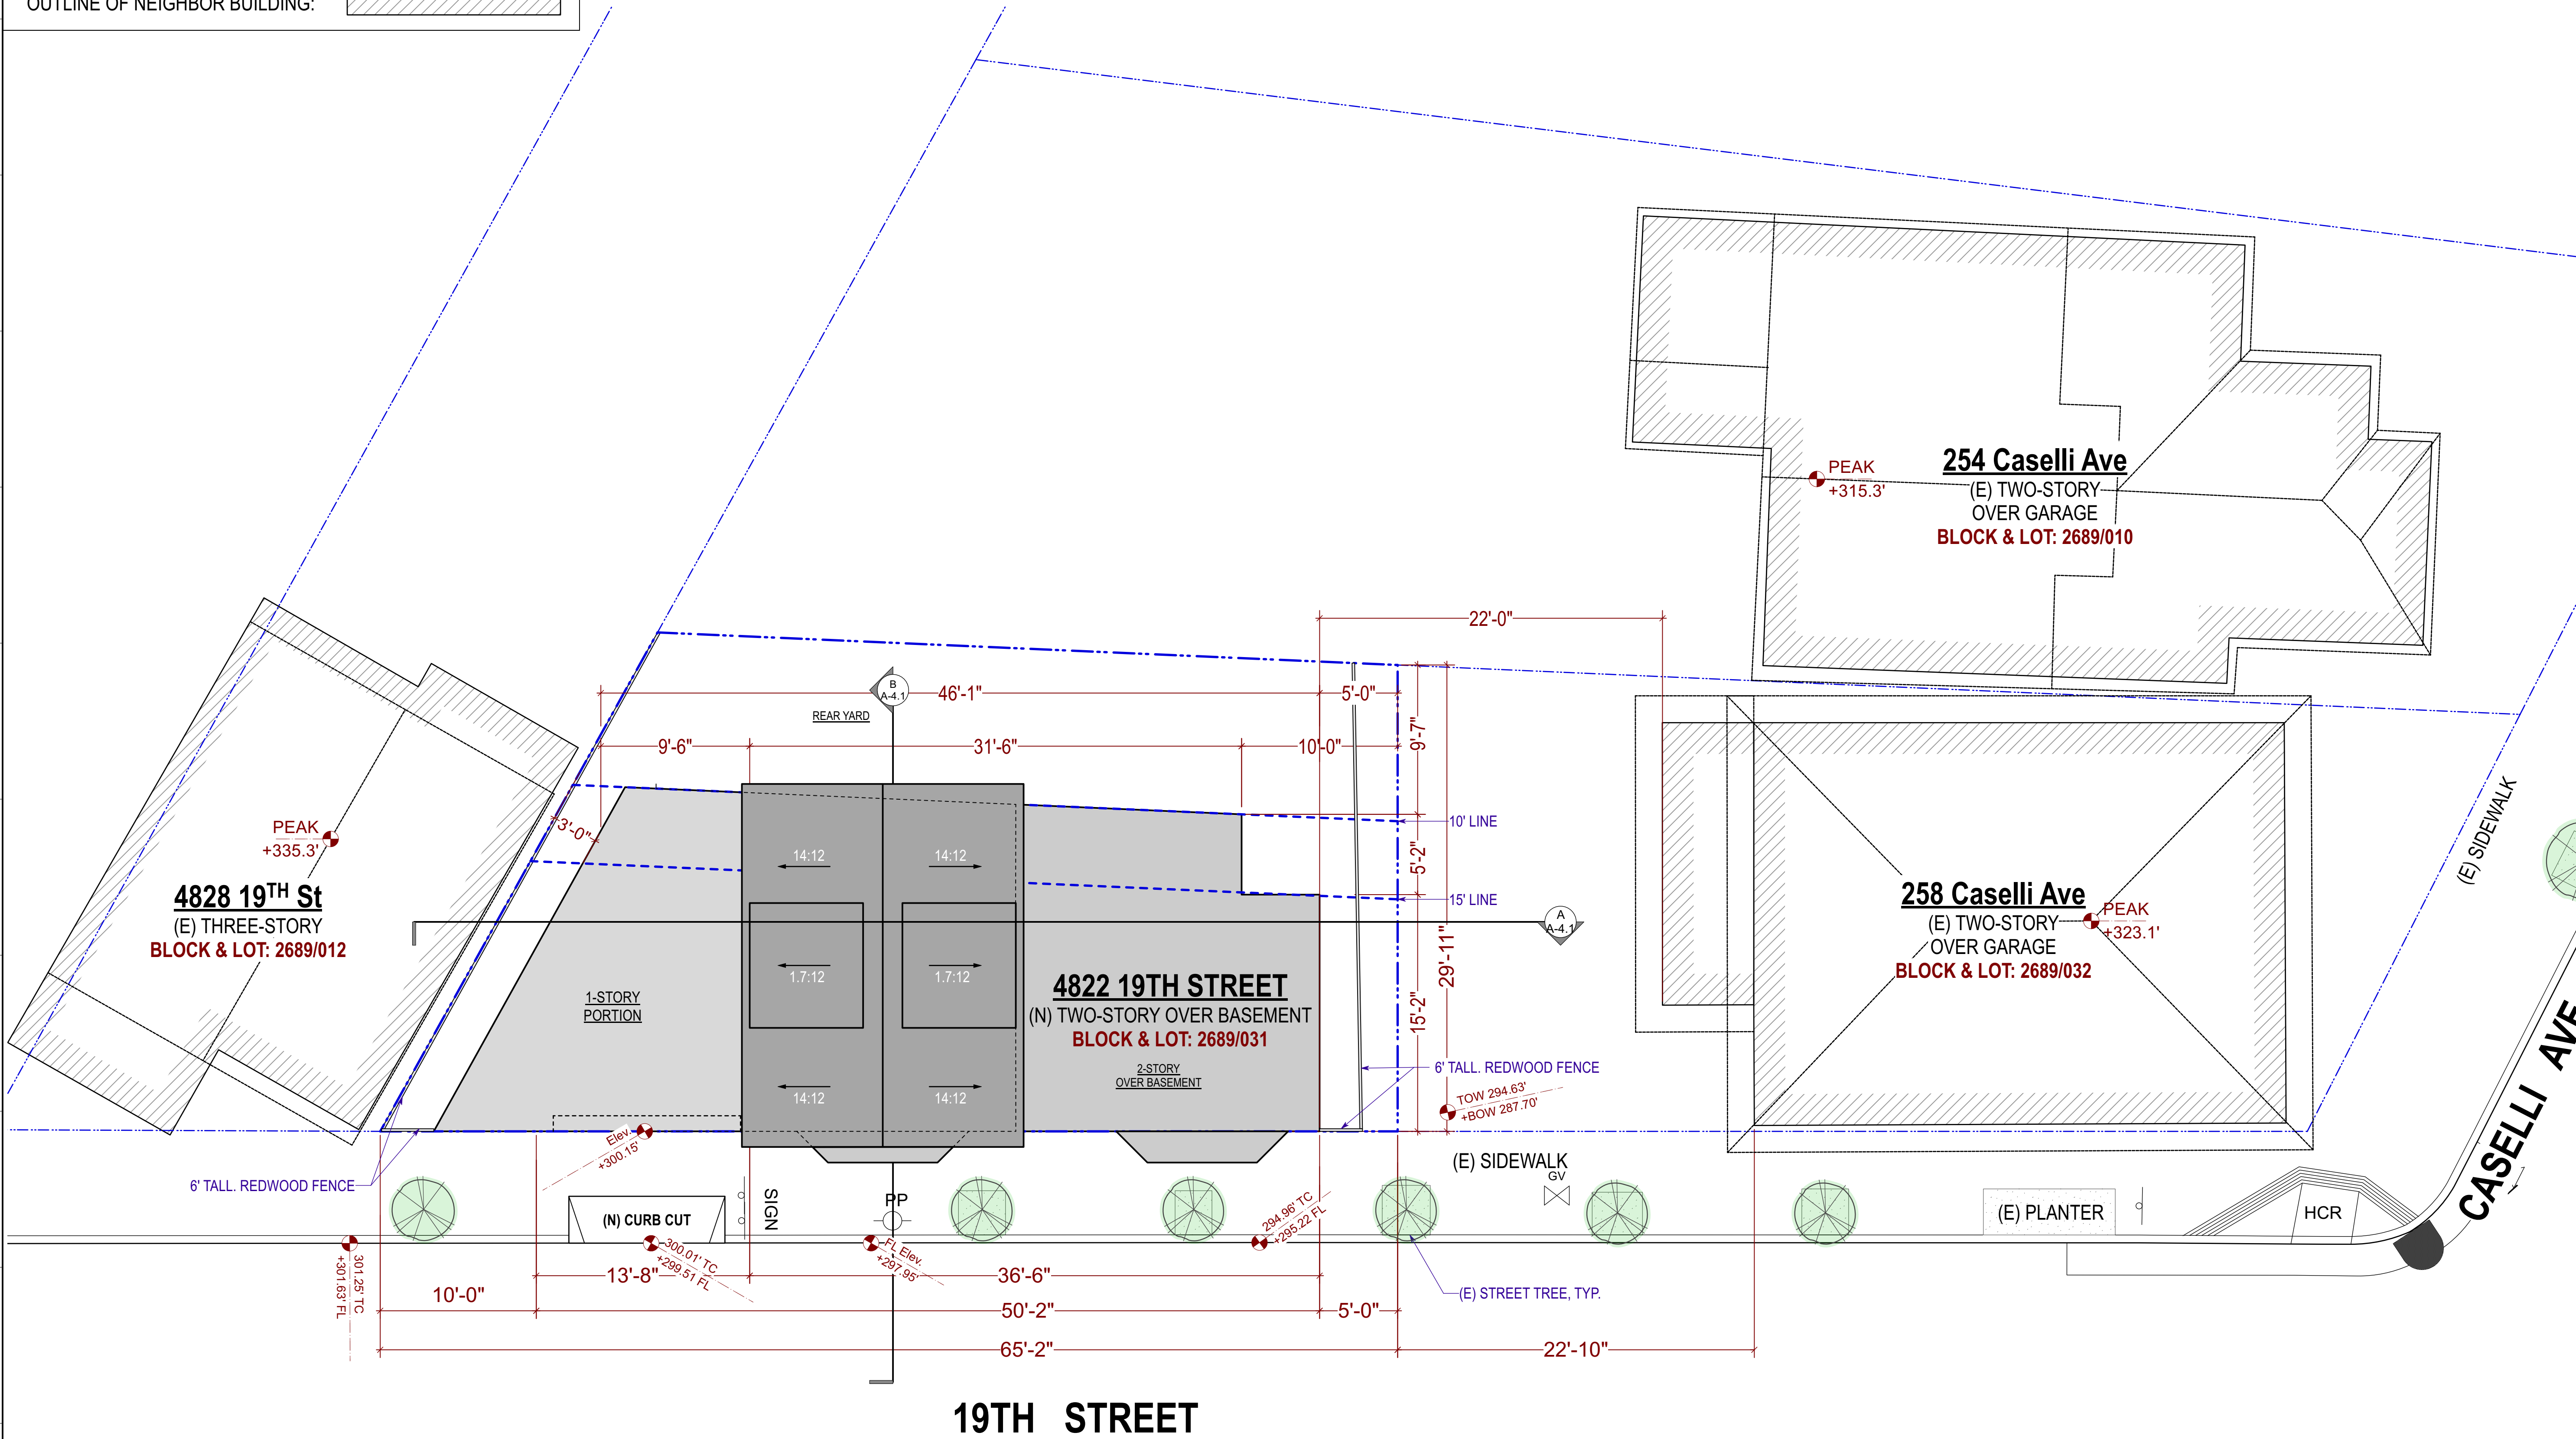 OUTLINE OF NEIGHBOR BUILDING:
254 Caselli Ave
(E) TWO-STORY
OVER GARAGE
BLOCK & LOT: 2689/010
PEAK
+315.3'
22'-0"
B
A-4.1
46'-1"
5'-0"
REAR YARD
9'-6"
31'-6"
10'-0"
9'-7"
3'-0"
10' LINE
5'-2"
15' LINE
29'-11"
15'-2"
PEAK
+335.3'
4828 19TH St
(E) THREE-STORY
BLOCK & LOT: 2689/012
14:12
14:12
1.7:12
1.7:12
14:12
14:12
1-STORY
PORTION
A
A-4.1
4822 19TH STREET
(N) TWO-STORY OVER BASEMENT
BLOCK & LOT: 2689/031
2-STORY
OVER BASEMENT
258 Caselli Ave
(E) TWO-STORY
OVER GARAGE
BLOCK & LOT: 2689/032
PEAK
+323.1'
(E) SIDEWALK
CASELLI AVE
6' TALL. REDWOOD FENCE
TOW 294.63'
+BOW 287.70'
Elev.
+300.15'
6' TALL. REDWOOD FENCE
(E) SIDEWALK
GV
(N) CURB CUT
SIGN
PP
294.96' TC
+295.22 FL
(E) PLANTER
HCR
301.25' TC
+301.63' FL
300.01' TC
+299.51 FL
FL Elev.
+297.95'
13'-8"
36'-6"
10'-0"
50'-2"
5'-0"
(E) STREET TREE, TYP.
65'-2"
22'-10"
19TH STREET